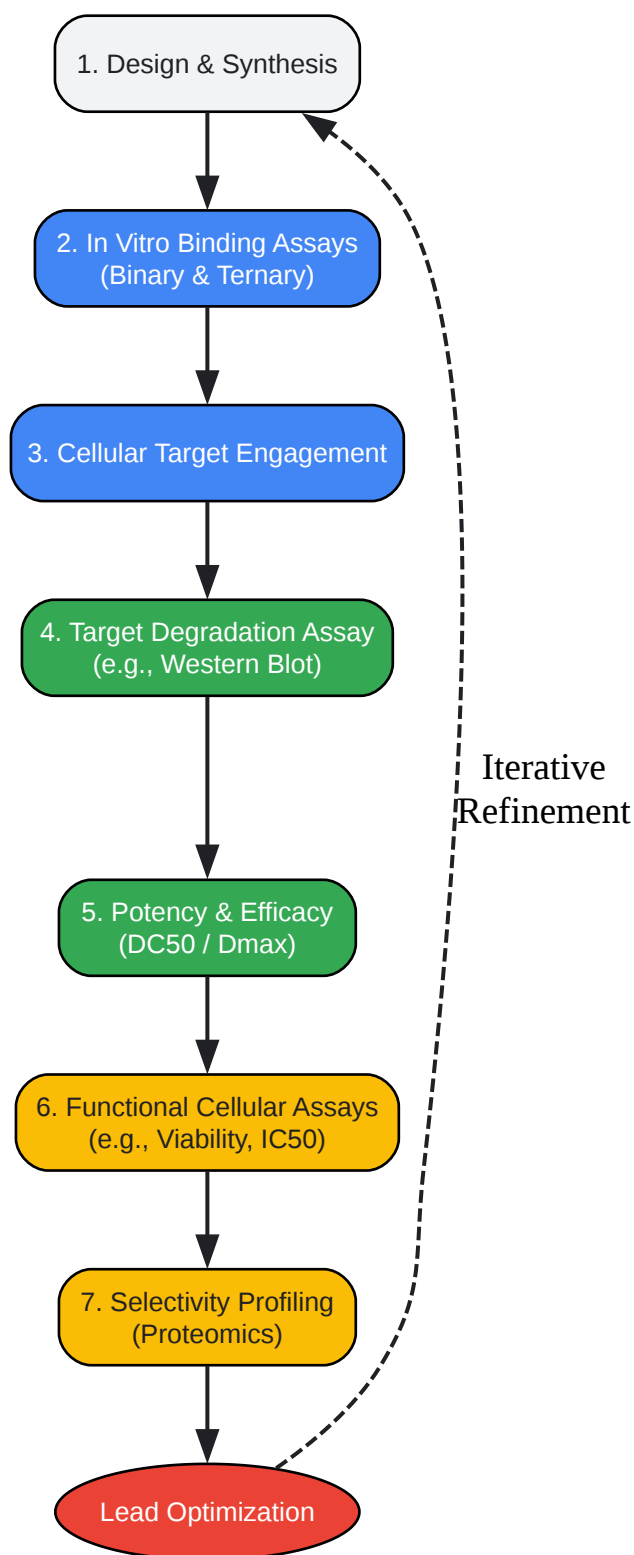 1. Design & Synthesis
2. In Vitro Binding Assays
(Binary & Ternary)
3. Cellular Target Engagement
4. Target Degradation Assay
(e.g., Western Blot)
Iterative
Refinement
5. Potency & Efficacy
(DC50 / Dmax)
6. Functional Cellular Assays
(e.g., Viability, IC50)
7. Selectivity Profiling
(Proteomics)
Lead Optimization